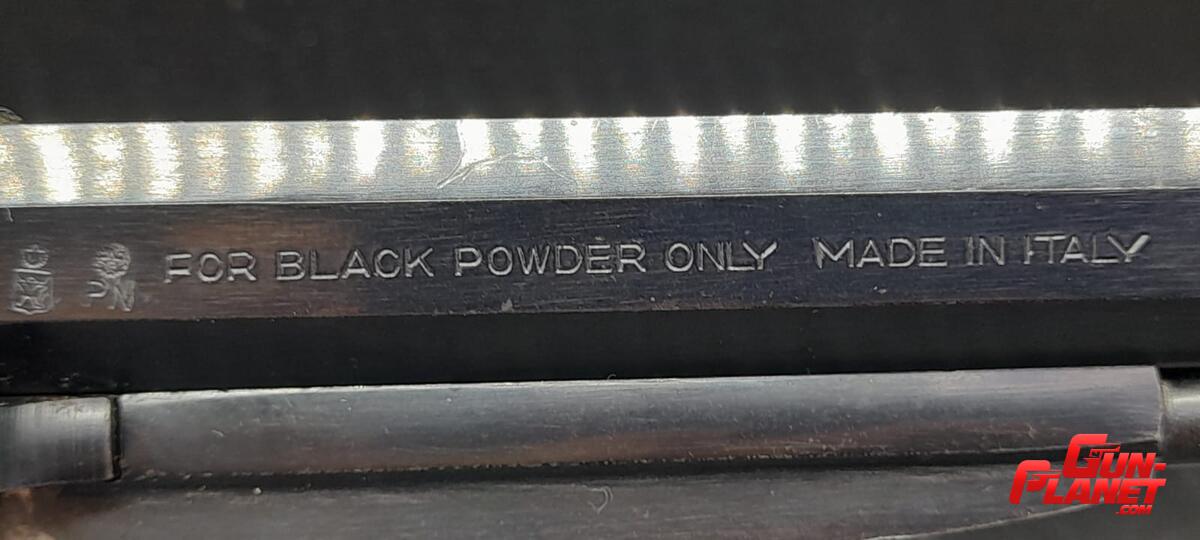 PN FOR BLACK POWDER ONLY MADE IN ITALY
GUN-
PLANET
.COM